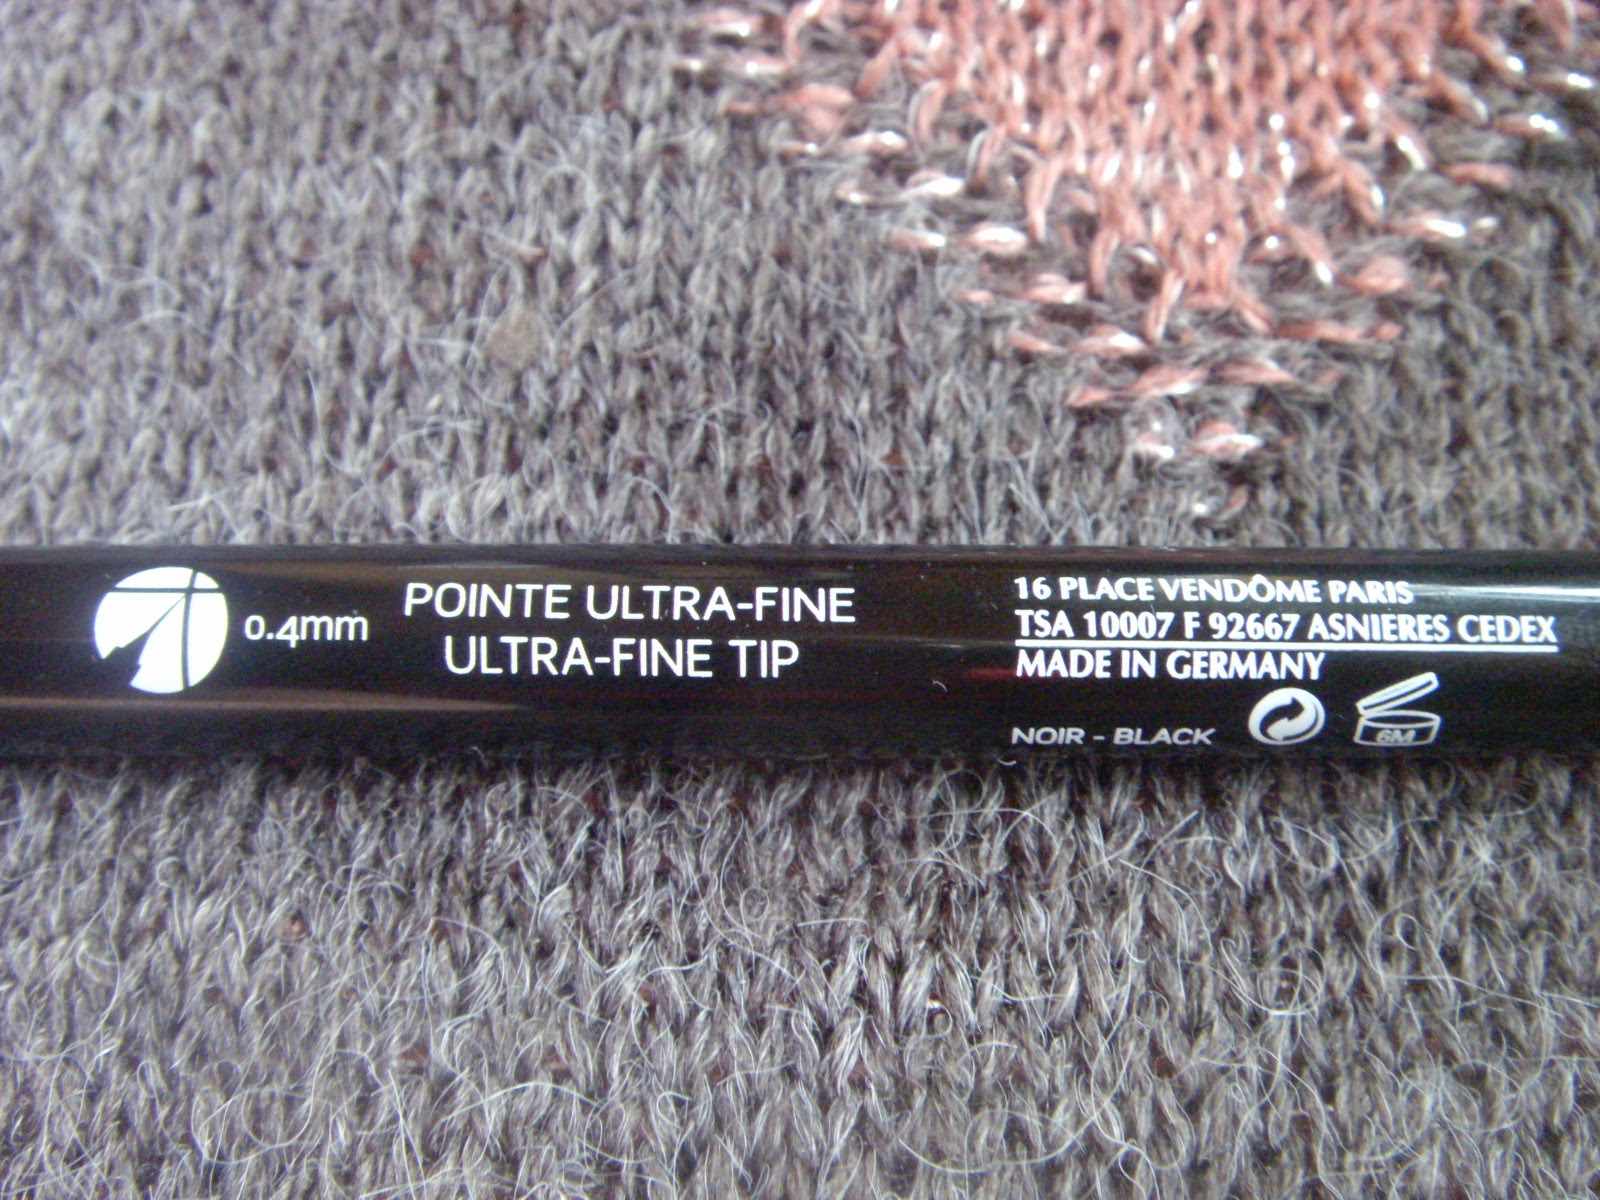 0.4mm
POINTE ULTRA-FINE
ULTRA-FINE TIP
16 PLACE VENDÔME PARIS
TSA 10007 F 92667 ASNIERES CEDEX
MADE IN GERMANY
NOIR - BLACK
6M